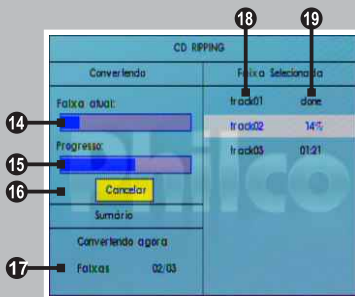 18 19
CD RIPPING
Convertendo
Faixa Selecionada
Faixa atual:
track01 done
14
track02 14%
Progresso:
track03 01:21
15
16
Cancelar
Sumário
Convertendo agora
17
Faixas 02/03
Philco